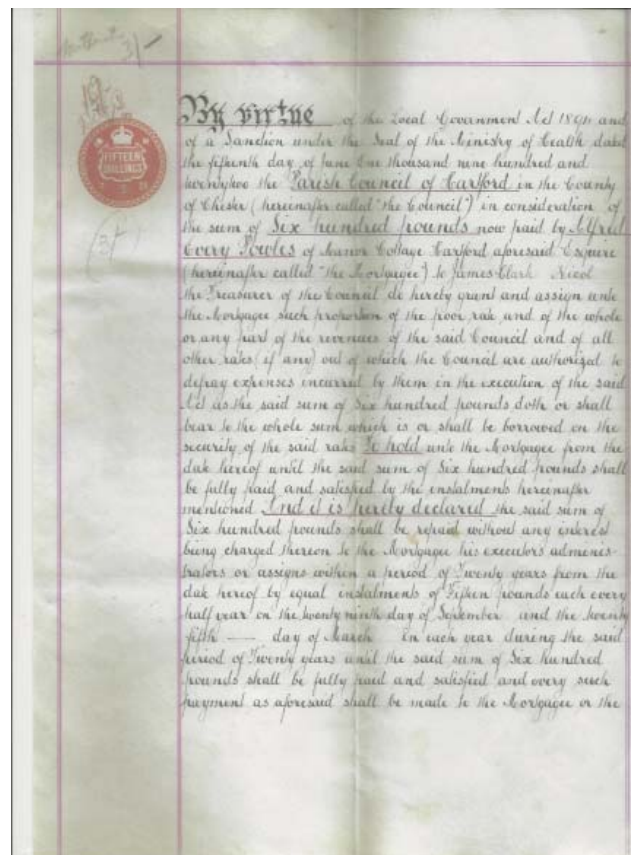 3/-
FIFTEEN
SHILLINGS
By virtue of the Local Government Act 1894 and
of a Sanction under the Seal of the Ministry of Health dated
the fifteenth day of June One thousand nine hundred and
twentytwo the Parish Council of Hartford in the County
of Chester (hereinafter called "the Council") in consideration of
the sum of Six hundred pounds now paid by Alfred
Every Powles of Manor Cottage Hartford aforesaid Esquire
(hereinafter called "the Mortgagee") to James Clark Nicol
the Treasurer of the Council do hereby grant and assign unto
the Mortgagee such proportion of the poor rate and of the whole
or any part of the revenues of the said Council and of all
other rates (if any) out of which the Council are authorized to
defray expenses incurred by them in the execution of the said
Act as the said sum of Six hundred pounds doth or shall
bear to the whole sum which is or shall be borrowed on the
security of the said rates To hold unto the Mortgagee from the
date hereof until the said sum of Six hundred pounds shall
be fully paid and satisfied by the instalments hereinafter
mentioned And it is hereby declared the said sum of
Six hundred pounds shall be repaid without any interest
being charged thereon to the Mortgagee his executors adminis-
trators or assigns within a period of Twenty years from the
date hereof by equal instalments of Fifteen pounds each every
half year on the twenty ninth day of September and the twenty
fifth — day of March in each year during the said
period of Twenty years until the said sum of Six hundred
pounds shall be fully paid and satisfied and every such
payment as aforesaid shall be made to the Mortgagee or the